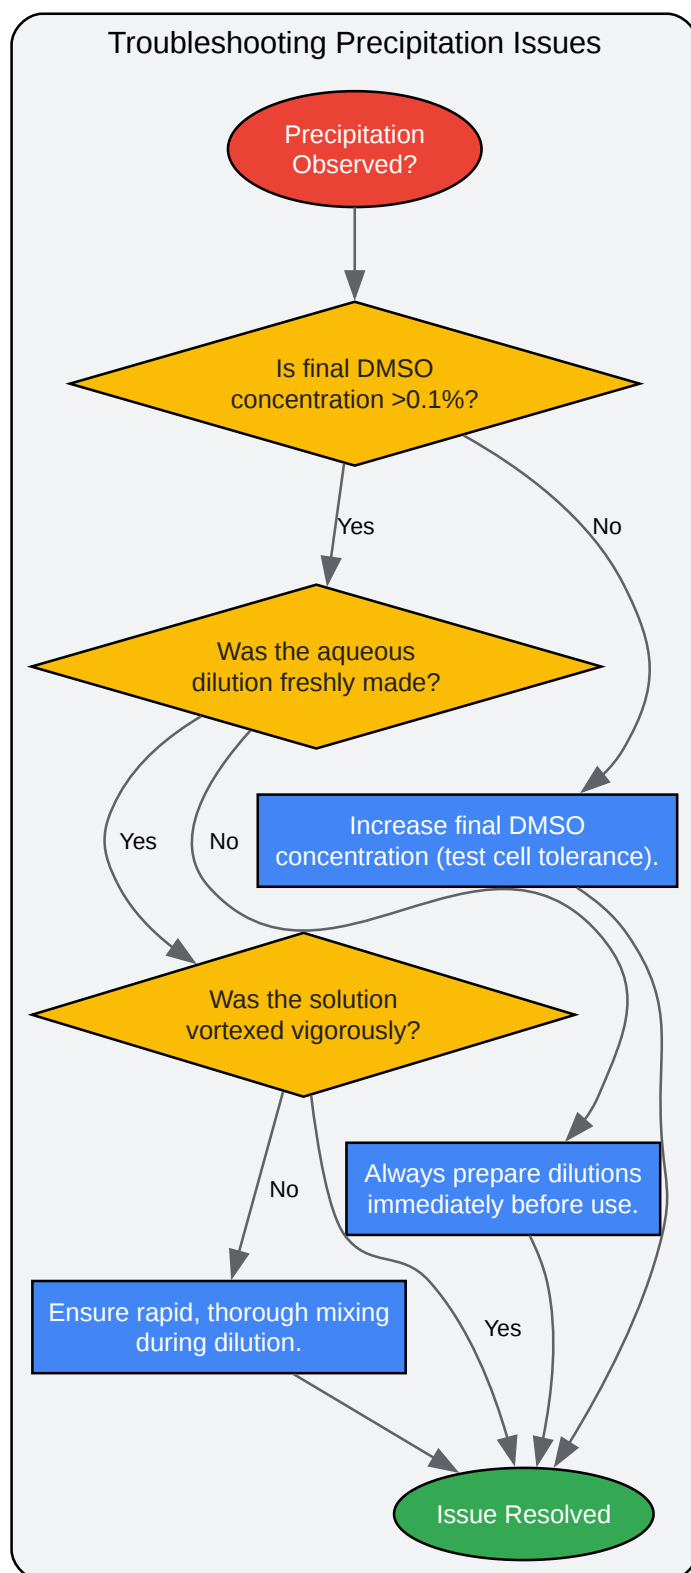 Troubleshooting Precipitation Issues
Precipitation
Observed?
Is final DMSO
concentration >0.1%?
Yes
No
Was the aqueous
dilution freshly made?
Yes
No
Increase final DMSO
concentration (test cell tolerance).
Was the solution
vortexed vigorously?
No
Always prepare dilutions
immediately before use.
Ensure rapid, thorough mixing
during dilution.
Yes
Issue Resolved